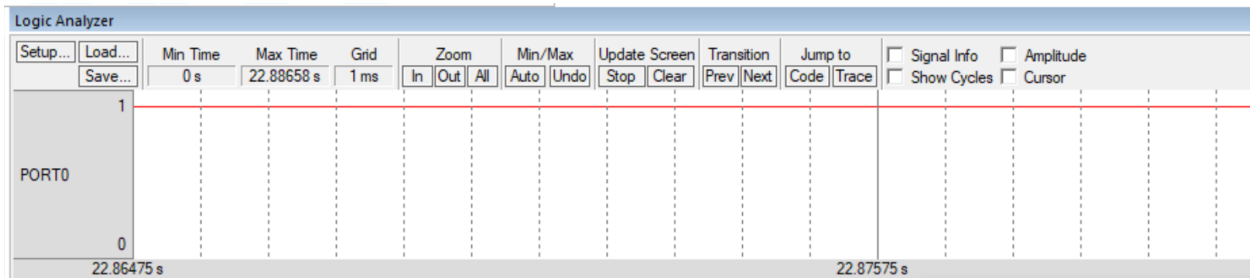 Logic Analyzer
Setup... Load... Min Time Max Time Grid Zoom Min/Max Update Screen Transition Jump to Signal Info Amplitude
Save... 0 s 22.88658 s 1 ms In Out All Auto Undo Stop Clear Prev Next Code Trace Show Cycles Cursor
1
PORT0
0
22.86475 s 22.87575 s